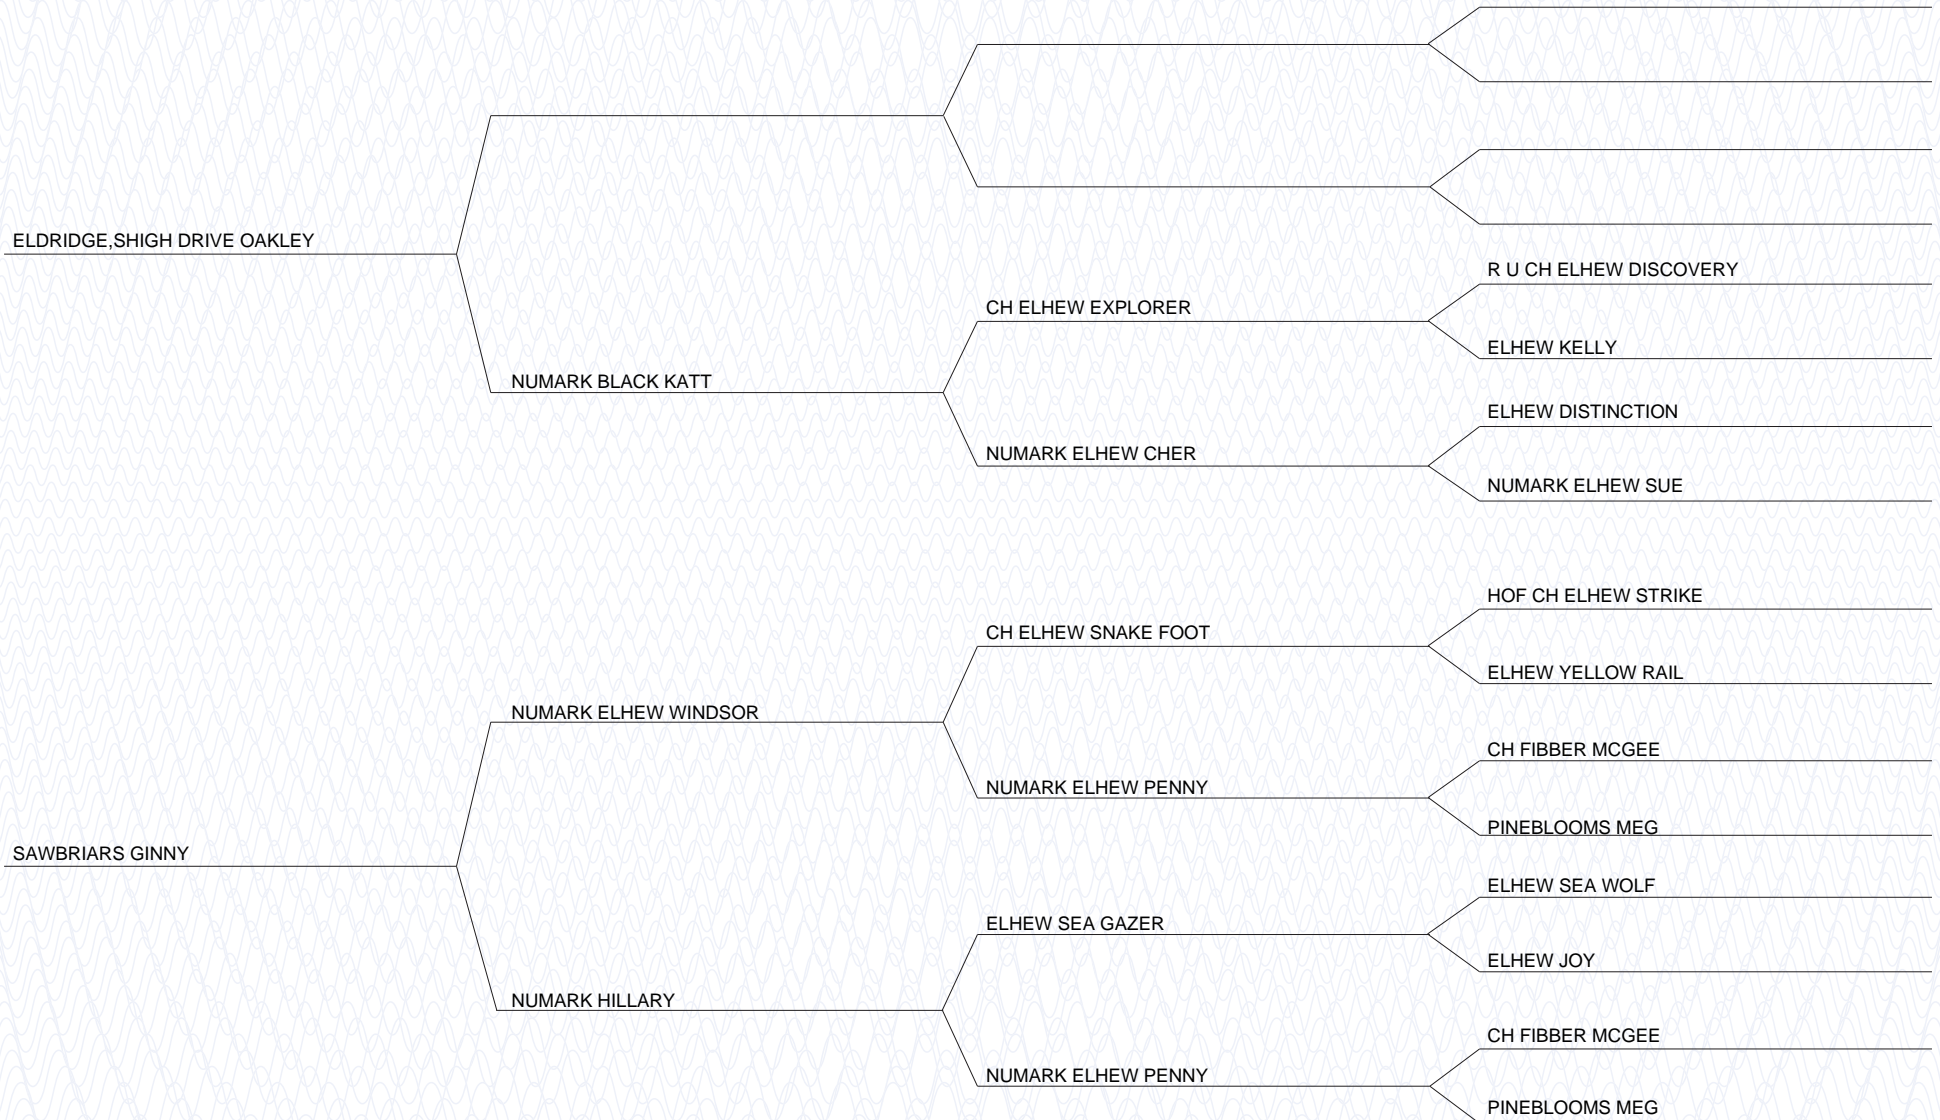 ELDRIDGE,SHIGH DRIVE OAKLEY
R U CH ELHEW DISCOVERY
CH ELHEW EXPLORER
ELHEW KELLY
NUMARK BLACK KATT
ELHEW DISTINCTION
NUMARK ELHEW CHER
NUMARK ELHEW SUE
HOF CH ELHEW STRIKE
CH ELHEW SNAKE FOOT
ELHEW YELLOW RAIL
NUMARK ELHEW WINDSOR
CH FIBBER MCGEE
NUMARK ELHEW PENNY
PINEBLOOMS MEG
SAWBRIARS GINNY
ELHEW SEA WOLF
ELHEW SEA GAZER
ELHEW JOY
NUMARK HILLARY
CH FIBBER MCGEE
NUMARK ELHEW PENNY
PINEBLOOMS MEG